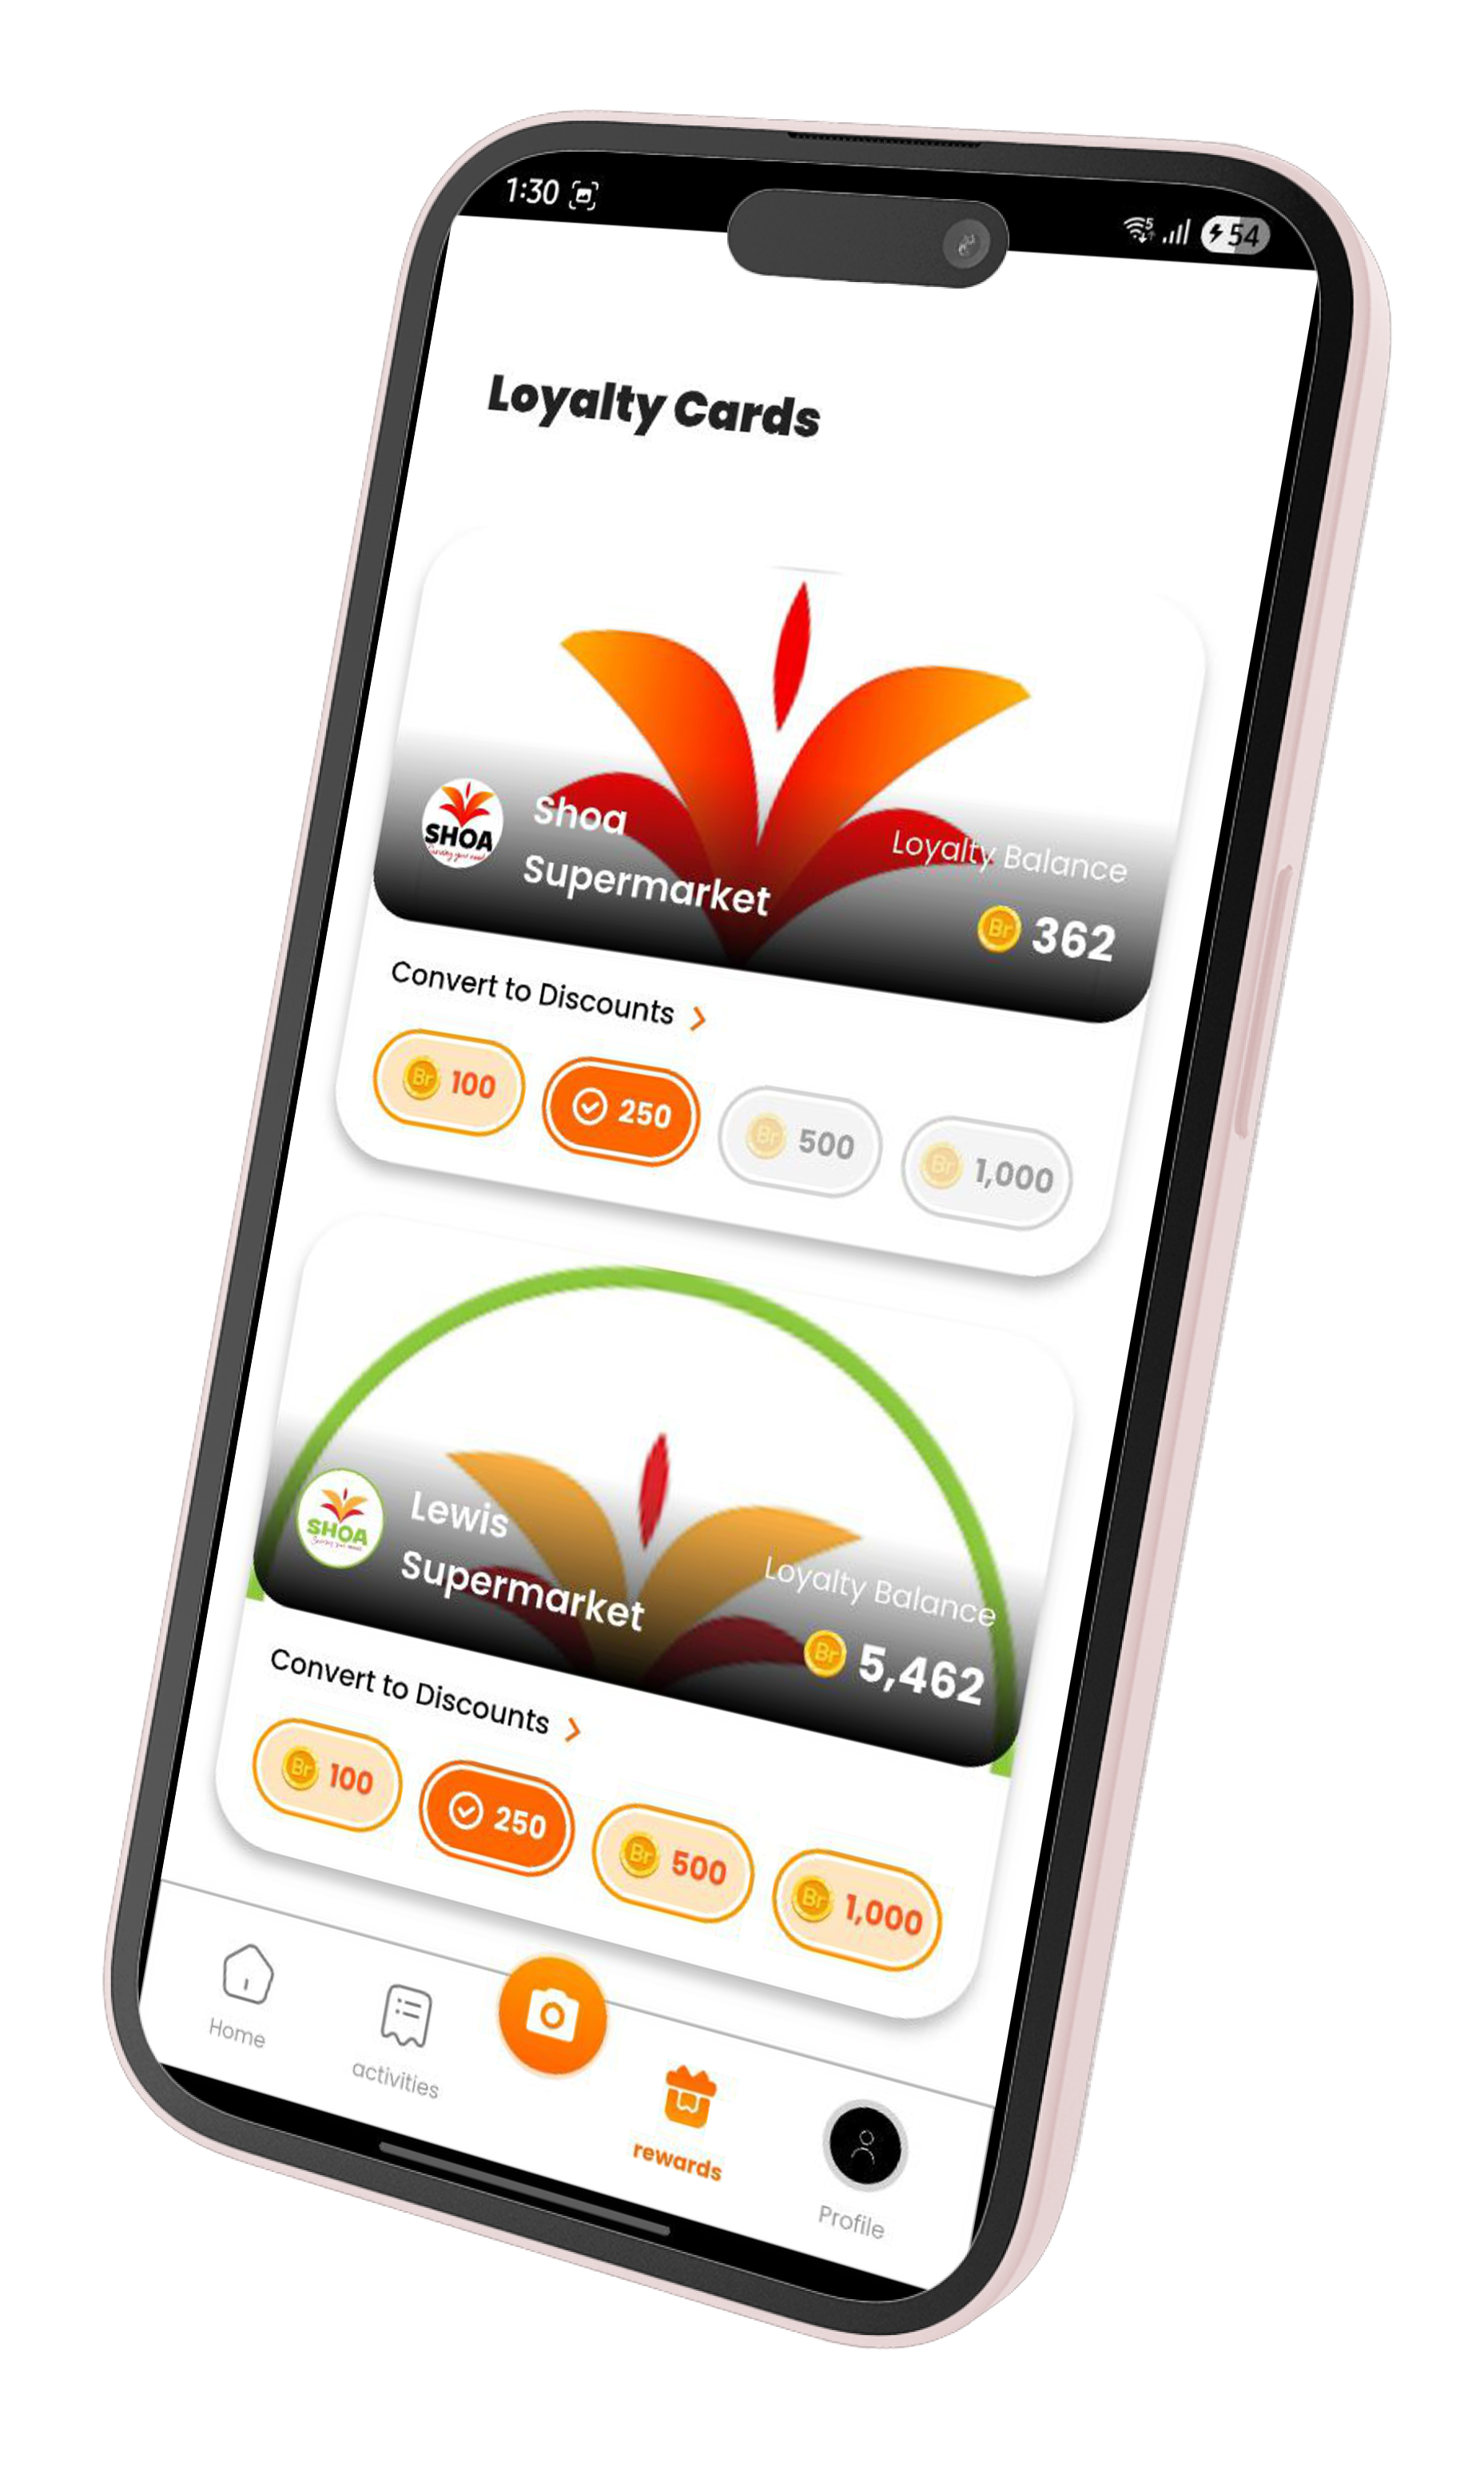 1:30
5
54
Loyalty Cards
SHOA
Shoa
Supermarket
Loyalty Balance
Br 362
Convert to Discounts
Br 100
250
Br 500
Br 1,000
SHOA
Lewis
Supermarket
Loyalty Balance
Br 5,462
Convert to Discounts
Br 100
250
Br 500
Br 1,000
Home
activities
rewards
Profile